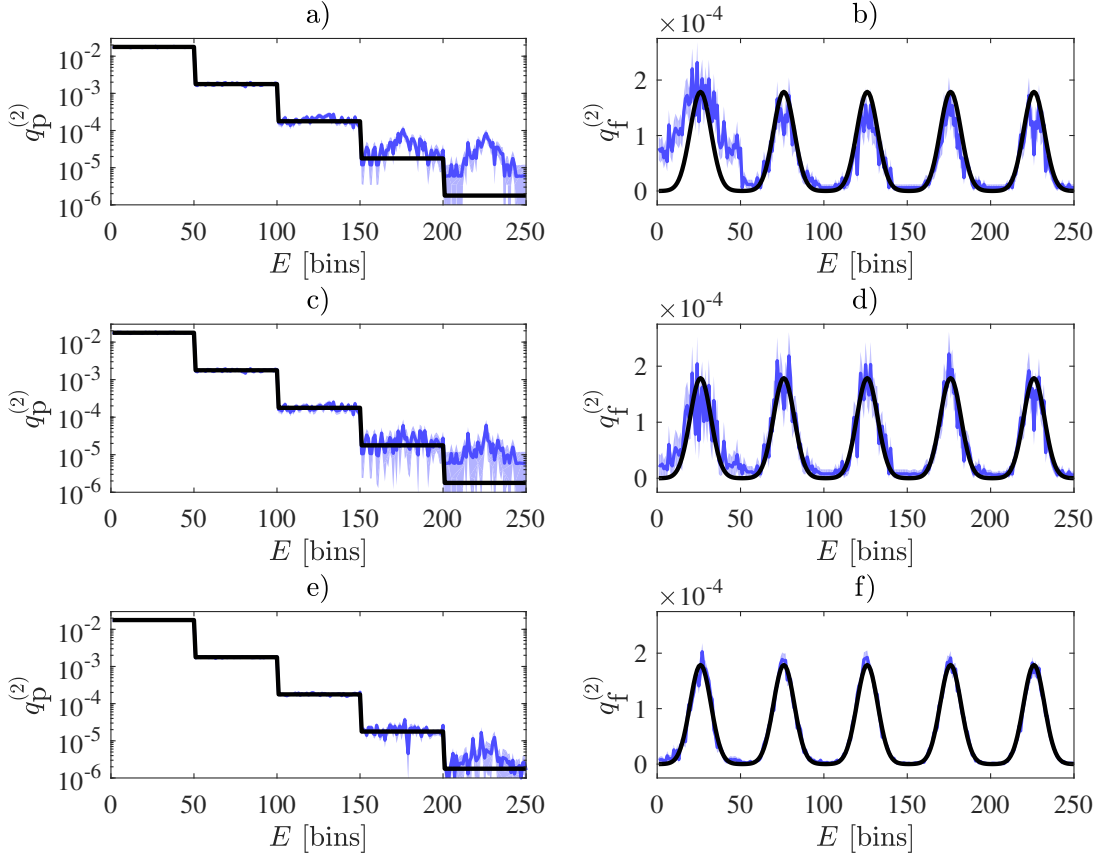 a)
10^{-2}
10^{-3}
10^{-4}
10^{-5}
10^{-6}
q_p^{(2)}
0 50 100 150 200 250
E [bins]
b)
×10^{-4}
2
1
0
q_f^{(2)}
0 50 100 150 200 250
E [bins]
c)
10^{-2}
10^{-3}
10^{-4}
10^{-5}
10^{-6}
q_p^{(2)}
0 50 100 150 200 250
E [bins]
d)
×10^{-4}
2
1
0
q_f^{(2)}
0 50 100 150 200 250
E [bins]
e)
10^{-2}
10^{-3}
10^{-4}
10^{-5}
10^{-6}
q_p^{(2)}
0 50 100 150 200 250
E [bins]
f)
×10^{-4}
2
1
0
q_f^{(2)}
0 50 100 150 200 250
E [bins]